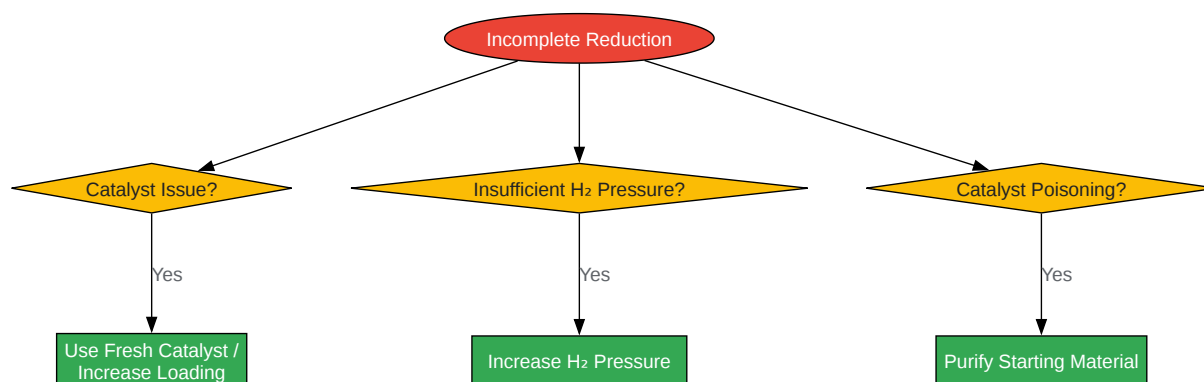 Incomplete Reduction
Catalyst Issue?
Insufficient H₂ Pressure?
Catalyst Poisoning?
Yes
Yes
Yes
Use Fresh Catalyst /
Increase Loading
Increase H₂ Pressure
Purify Starting Material